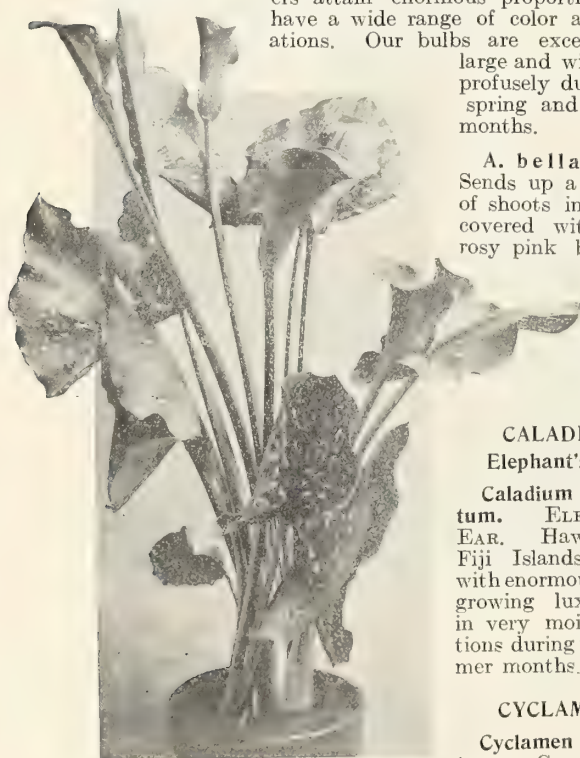 ers attain enormous proporti
have a wide range of color a
ations. Our bulbs are exce
large and wi
profusely du
spring and
months.
A. bella
Sends up a
of shoots in
covered wit
rosy pink b
CALADI
Elephant's
Caladium
tum. ELE
EAR. Haw
Fiji Islands
with enormou
growing lux
in very moi
tions during
mer months.
CYCLAM
Cyclamen